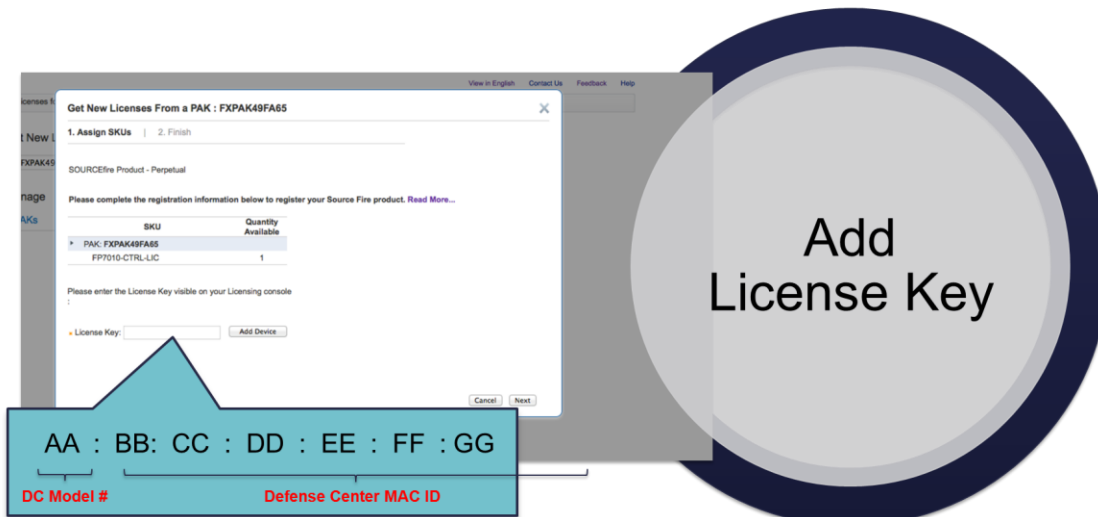 View in English Contact Us Feedback Help
Get New Licenses From a PAK : FXPAK49FA65
1. Assign SKUs | 2. Finish
SOURCEfire Product - Perpetual
Please complete the registration information below to register your Source Fire product. Read More...
SKU
Quantity
Available
PAK: FXPAK49FA65
FP7010-CTRL-LIC 1
Please enter the License Key visible on your Licensing console
:
License Key: Add Device
Cancel Next
t New L
FXPAK49
nage
AKs
AA : BB: CC : DD : EE : FF : GG
DC Model # Defense Center MAC ID
Add
License Key